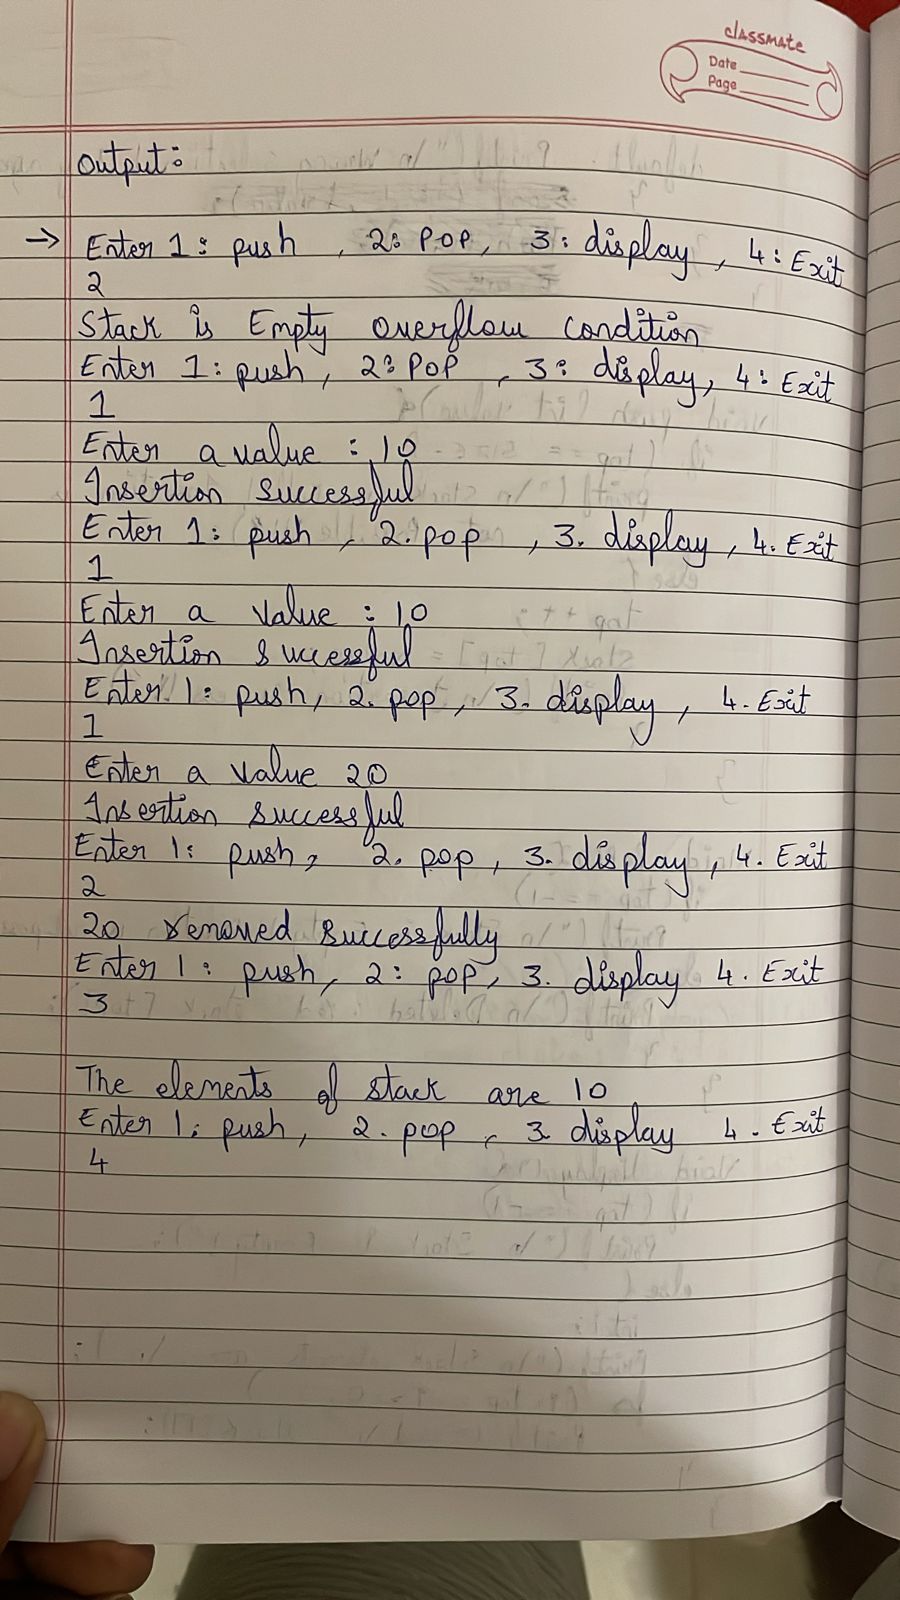 classmate
Date
Page
Output:
→ Enter 1: push , 2: POP, 3: display , 4: Exit
2
Stack is Empty overflow condition
Enter 1: push, 2: POP , 3: display, 4: Exit
1
Enter a value : 10
Insertion successful
Enter 1: push , 2. pop , 3. display , 4. Exit
1
Enter a value : 10
Insertion successful
Enter 1: push, 2. pop , 3. display , 4. Exit
1
Enter a value 20
Insertion successful
Enter 1: push, 2. pop , 3. display , 4. Exit
2
20 removed successfully
Enter 1: push, 2: pop, 3. display 4. Exit
3
The elements of stack are 10
Enter 1: push, 2. pop , 3 display 4. Exit
4